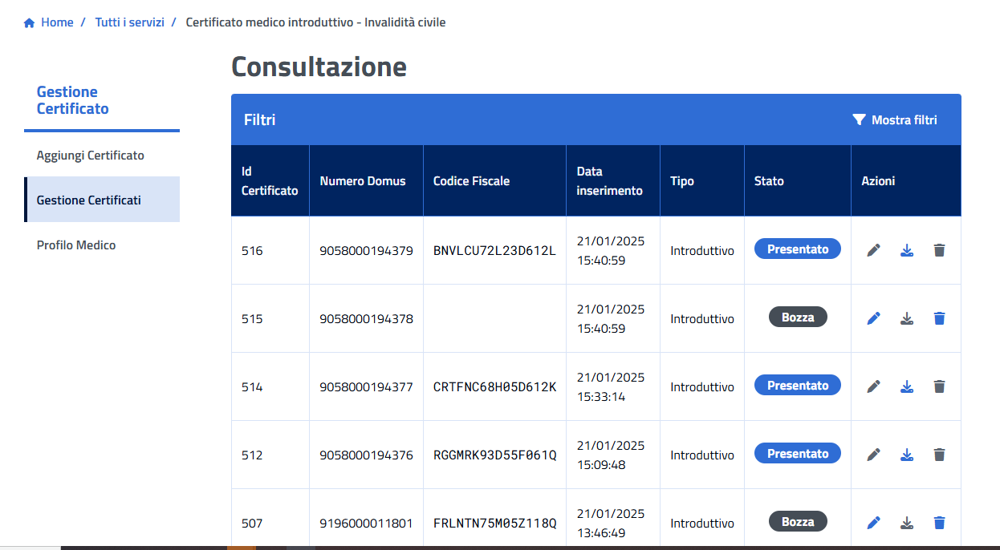 Home / Tutti i servizi / Certificato medico introduttivo - Invalidità civile
Gestione
Certificato
Aggiungi Certificato
Gestione Certificati
Profilo Medico
Consultazione
Filtri Mostra filtri
Id
Certificato Numero Domus Codice Fiscale Data
inserimento Tipo Stato Azioni
516 9058000194379 BNVLCU72L23D612L 21/01/2025
15:40:59 Introduttivo Presentato
515 9058000194378 21/01/2025
15:40:59 Introduttivo Bozza
514 9058000194377 CRTFNC68H05D612K 21/01/2025
15:33:14 Introduttivo Presentato
512 9058000194376 RGGMRK93D55F061Q 21/01/2025
15:09:48 Introduttivo Presentato
507 9196000011801 FRLNTN75M05Z118Q 21/01/2025
13:46:49 Introduttivo Bozza